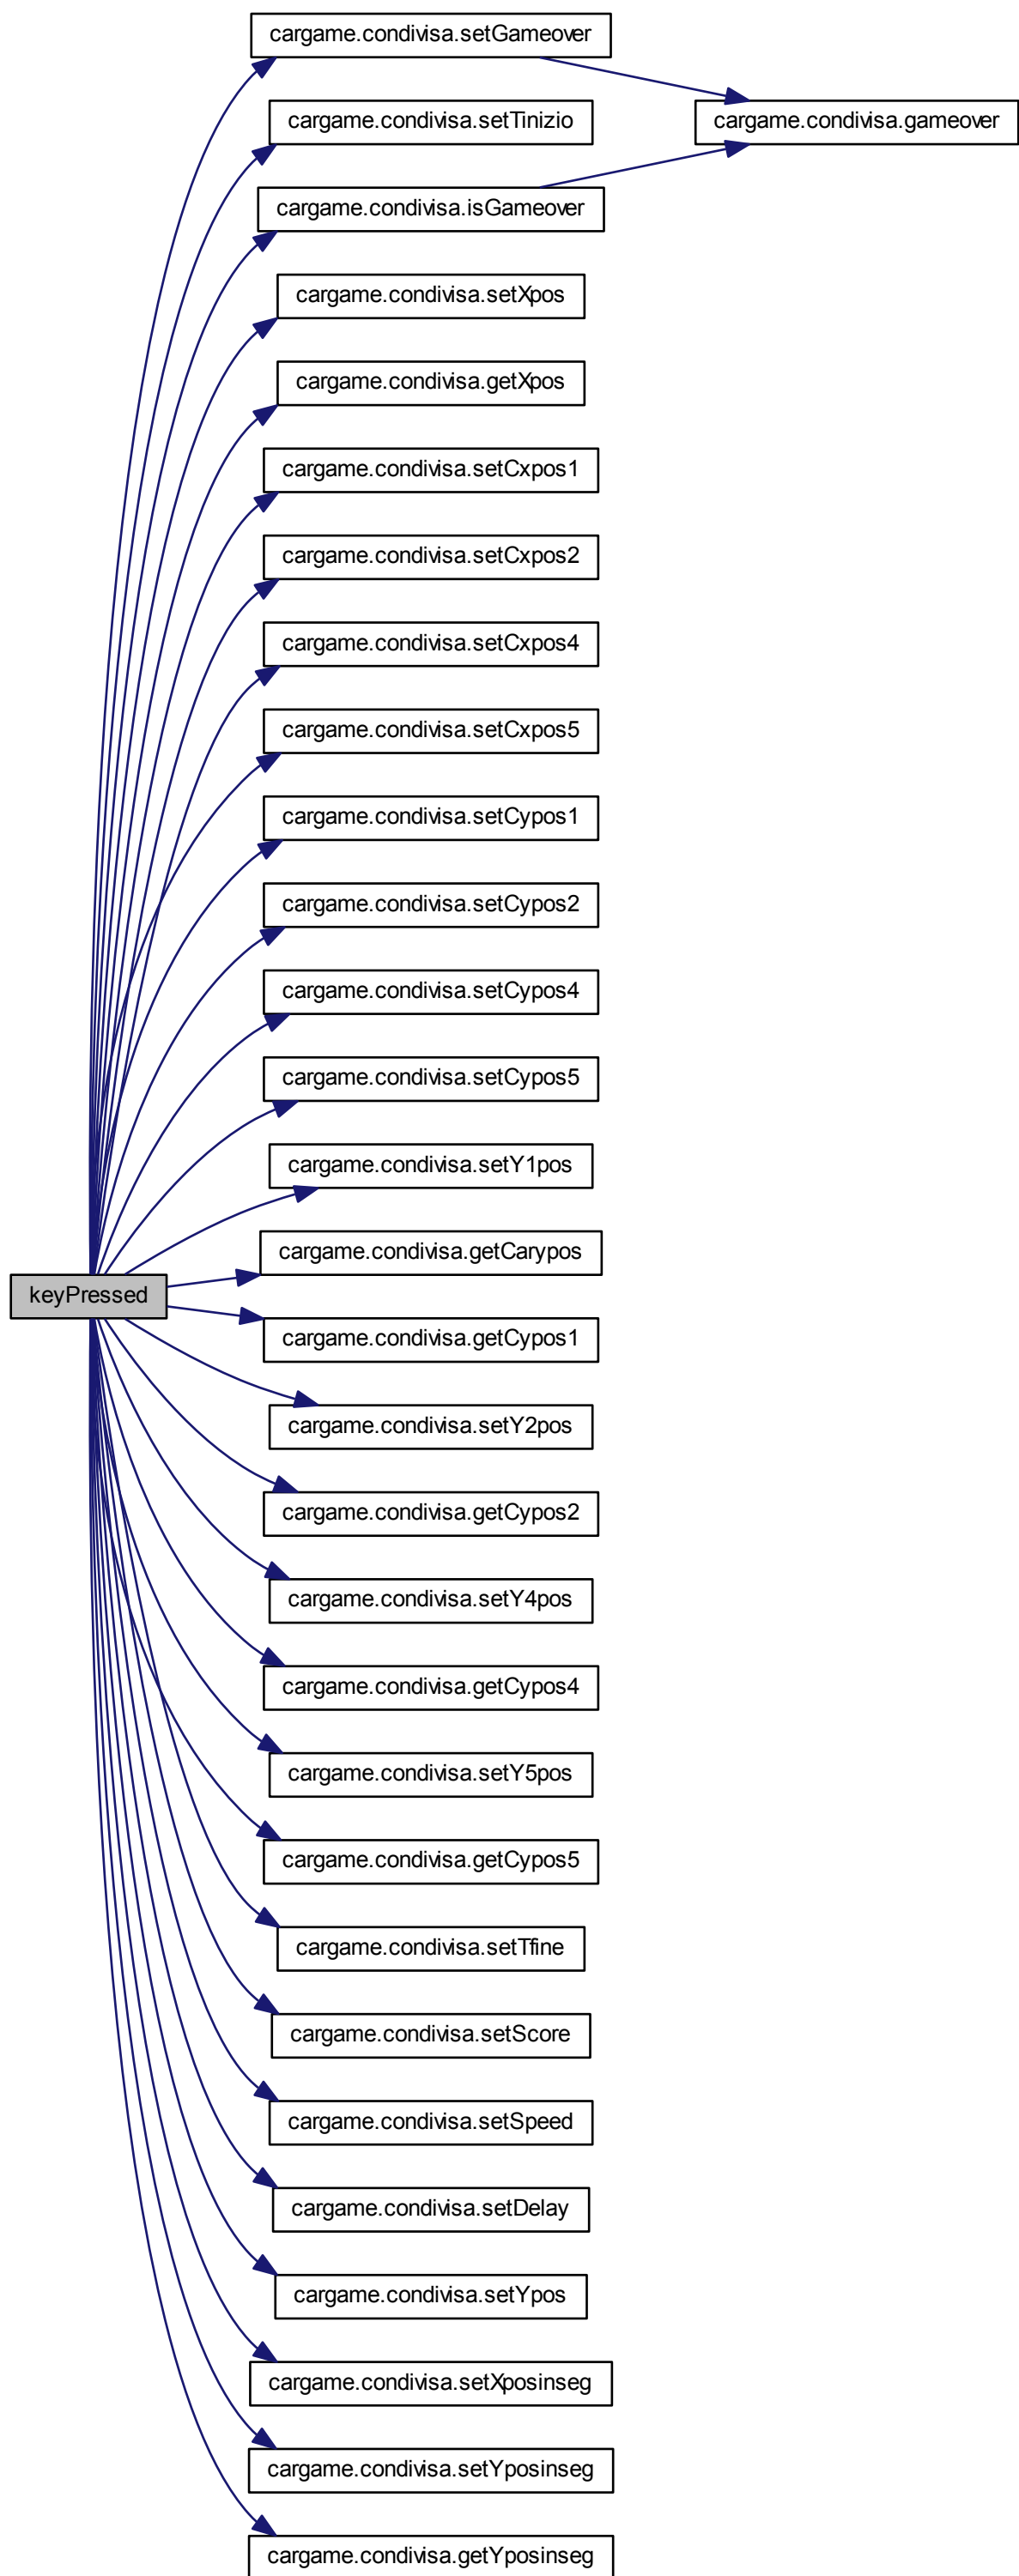 cargame.condivisa.setGameover
cargame.condivisa.setTinizio
cargame.condivisa.gameover
cargame.condivisa.isGameover
cargame.condivisa.setXpos
cargame.condivisa.getXpos
cargame.condivisa.setCxpos1
cargame.condivisa.setCxpos2
cargame.condivisa.setCxpos4
cargame.condivisa.setCxpos5
cargame.condivisa.setCypos1
cargame.condivisa.setCypos2
cargame.condivisa.setCypos4
cargame.condivisa.setCypos5
cargame.condivisa.setY1pos
cargame.condivisa.getCarypos
keyPressed
cargame.condivisa.getCypos1
cargame.condivisa.setY2pos
cargame.condivisa.getCypos2
cargame.condivisa.setY4pos
cargame.condivisa.getCypos4
cargame.condivisa.setY5pos
cargame.condivisa.getCypos5
cargame.condivisa.setTfine
cargame.condivisa.setScore
cargame.condivisa.setSpeed
cargame.condivisa.setDelay
cargame.condivisa.setYpos
cargame.condivisa.setXposinseg
cargame.condivisa.setYposinseg
cargame.condivisa.getYposinseg